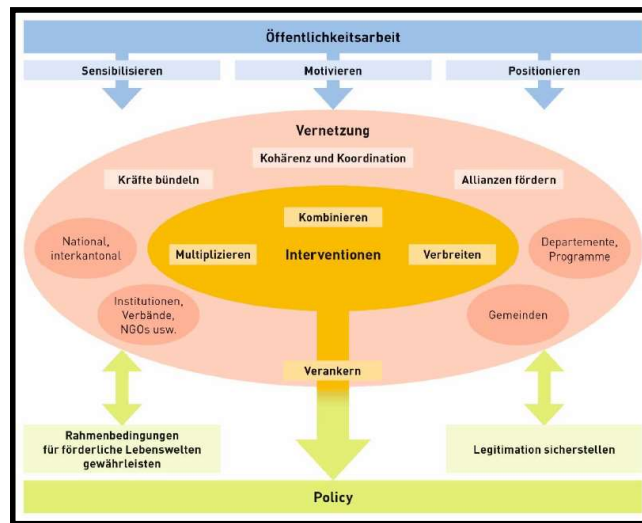 Öffentlichkeitsarbeit
Sensibilisieren
Motivieren
Positionieren
Vernetzung
Kohärenz und Koordination
Kräfte bündeln
Allianzen fördern
Kombinieren
National,
interkantonal
Multiplizieren
Interventionen
Verbreiten
Departemente,
Programme
Institutionen,
Verbände,
NGOs usw.
Gemeinden
Verankern
Rahmenbedingungen
für förderliche Lebenswelten
gewährleisten
Legitimation sicherstellen
Policy